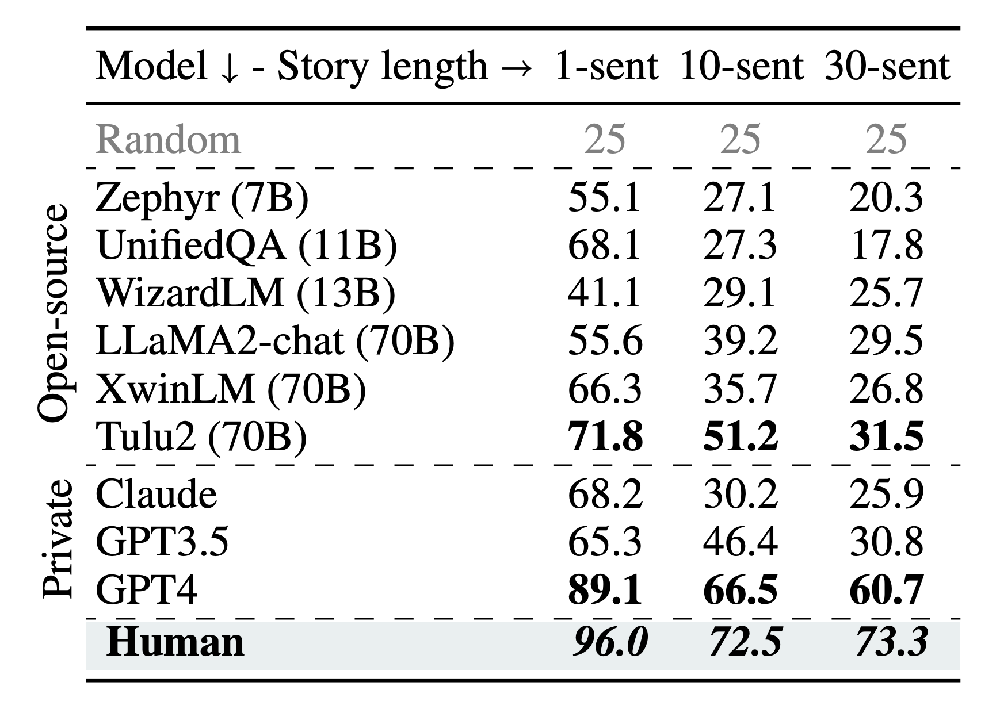 Model ↓ - Story length → 1-sent 10-sent 30-sent
Random 25 25 25
Open-source
Zephyr (7B) 55.1 27.1 20.3
UnifiedQA (11B) 68.1 27.3 17.8
WizardLM (13B) 41.1 29.1 25.7
LLaMA2-chat (70B) 55.6 39.2 29.5
XwinLM (70B) 66.3 35.7 26.8
Tulu2 (70B) 71.8 51.2 31.5
Private
Claude 68.2 30.2 25.9
GPT3.5 65.3 46.4 30.8
GPT4 89.1 66.5 60.7
Human 96.0 72.5 73.3